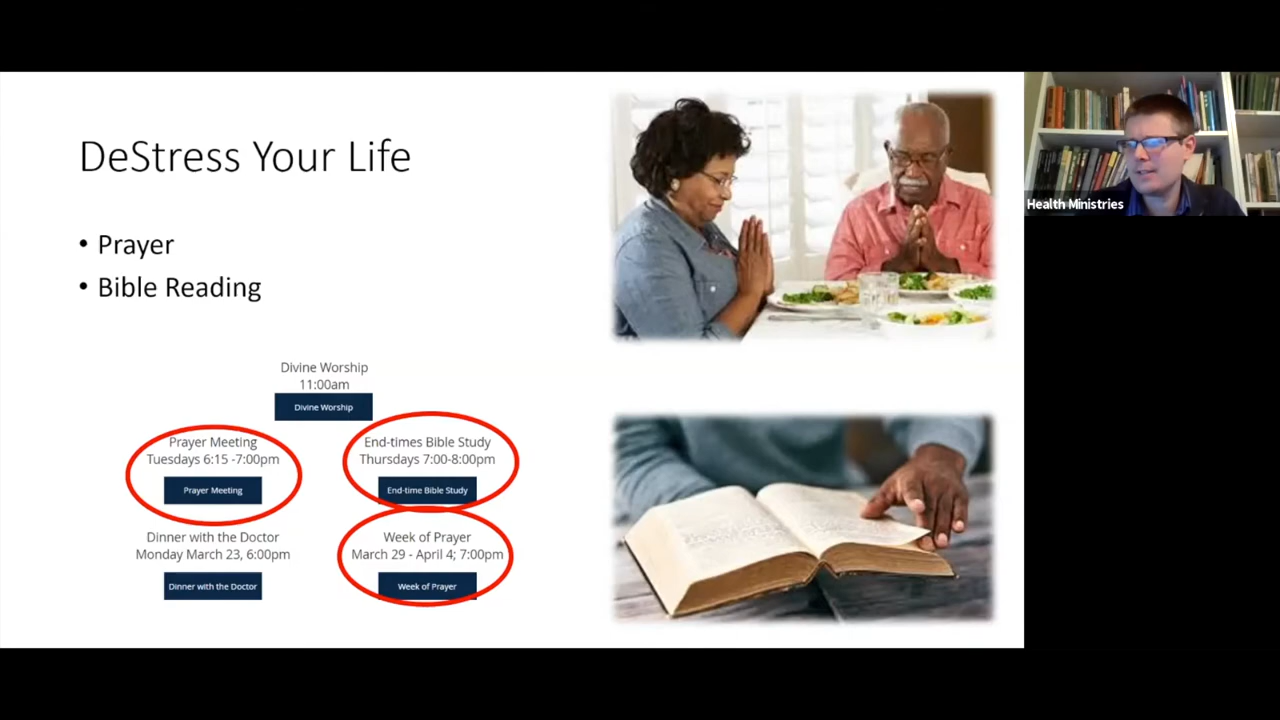 DeStress Your Life
• Prayer
• Bible Reading
Divine Worship
11:00am
Divine Worship
Prayer Meeting
Tuesdays 6:15 -7:00pm
Prayer Meeting
End-times Bible Study
Thursdays 7:00-8:00pm
End-time Bible Study
Dinner with the Doctor
Monday March 23, 6:00pm
Dinner with the Doctor
Week of Prayer
March 29 - April 4; 7:00pm
Week of Prayer
Health Ministries